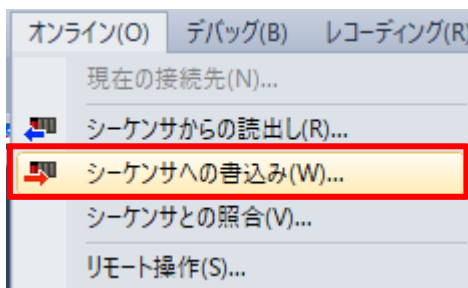 オンライン(O) デバッグ(B) レコーディング(R)
現在の接続先(N)...
シーケンサからの読出し(R)...
シーケンサへの書込み(W)...
シーケンサとの照合(V)...
リモート操作(S)...